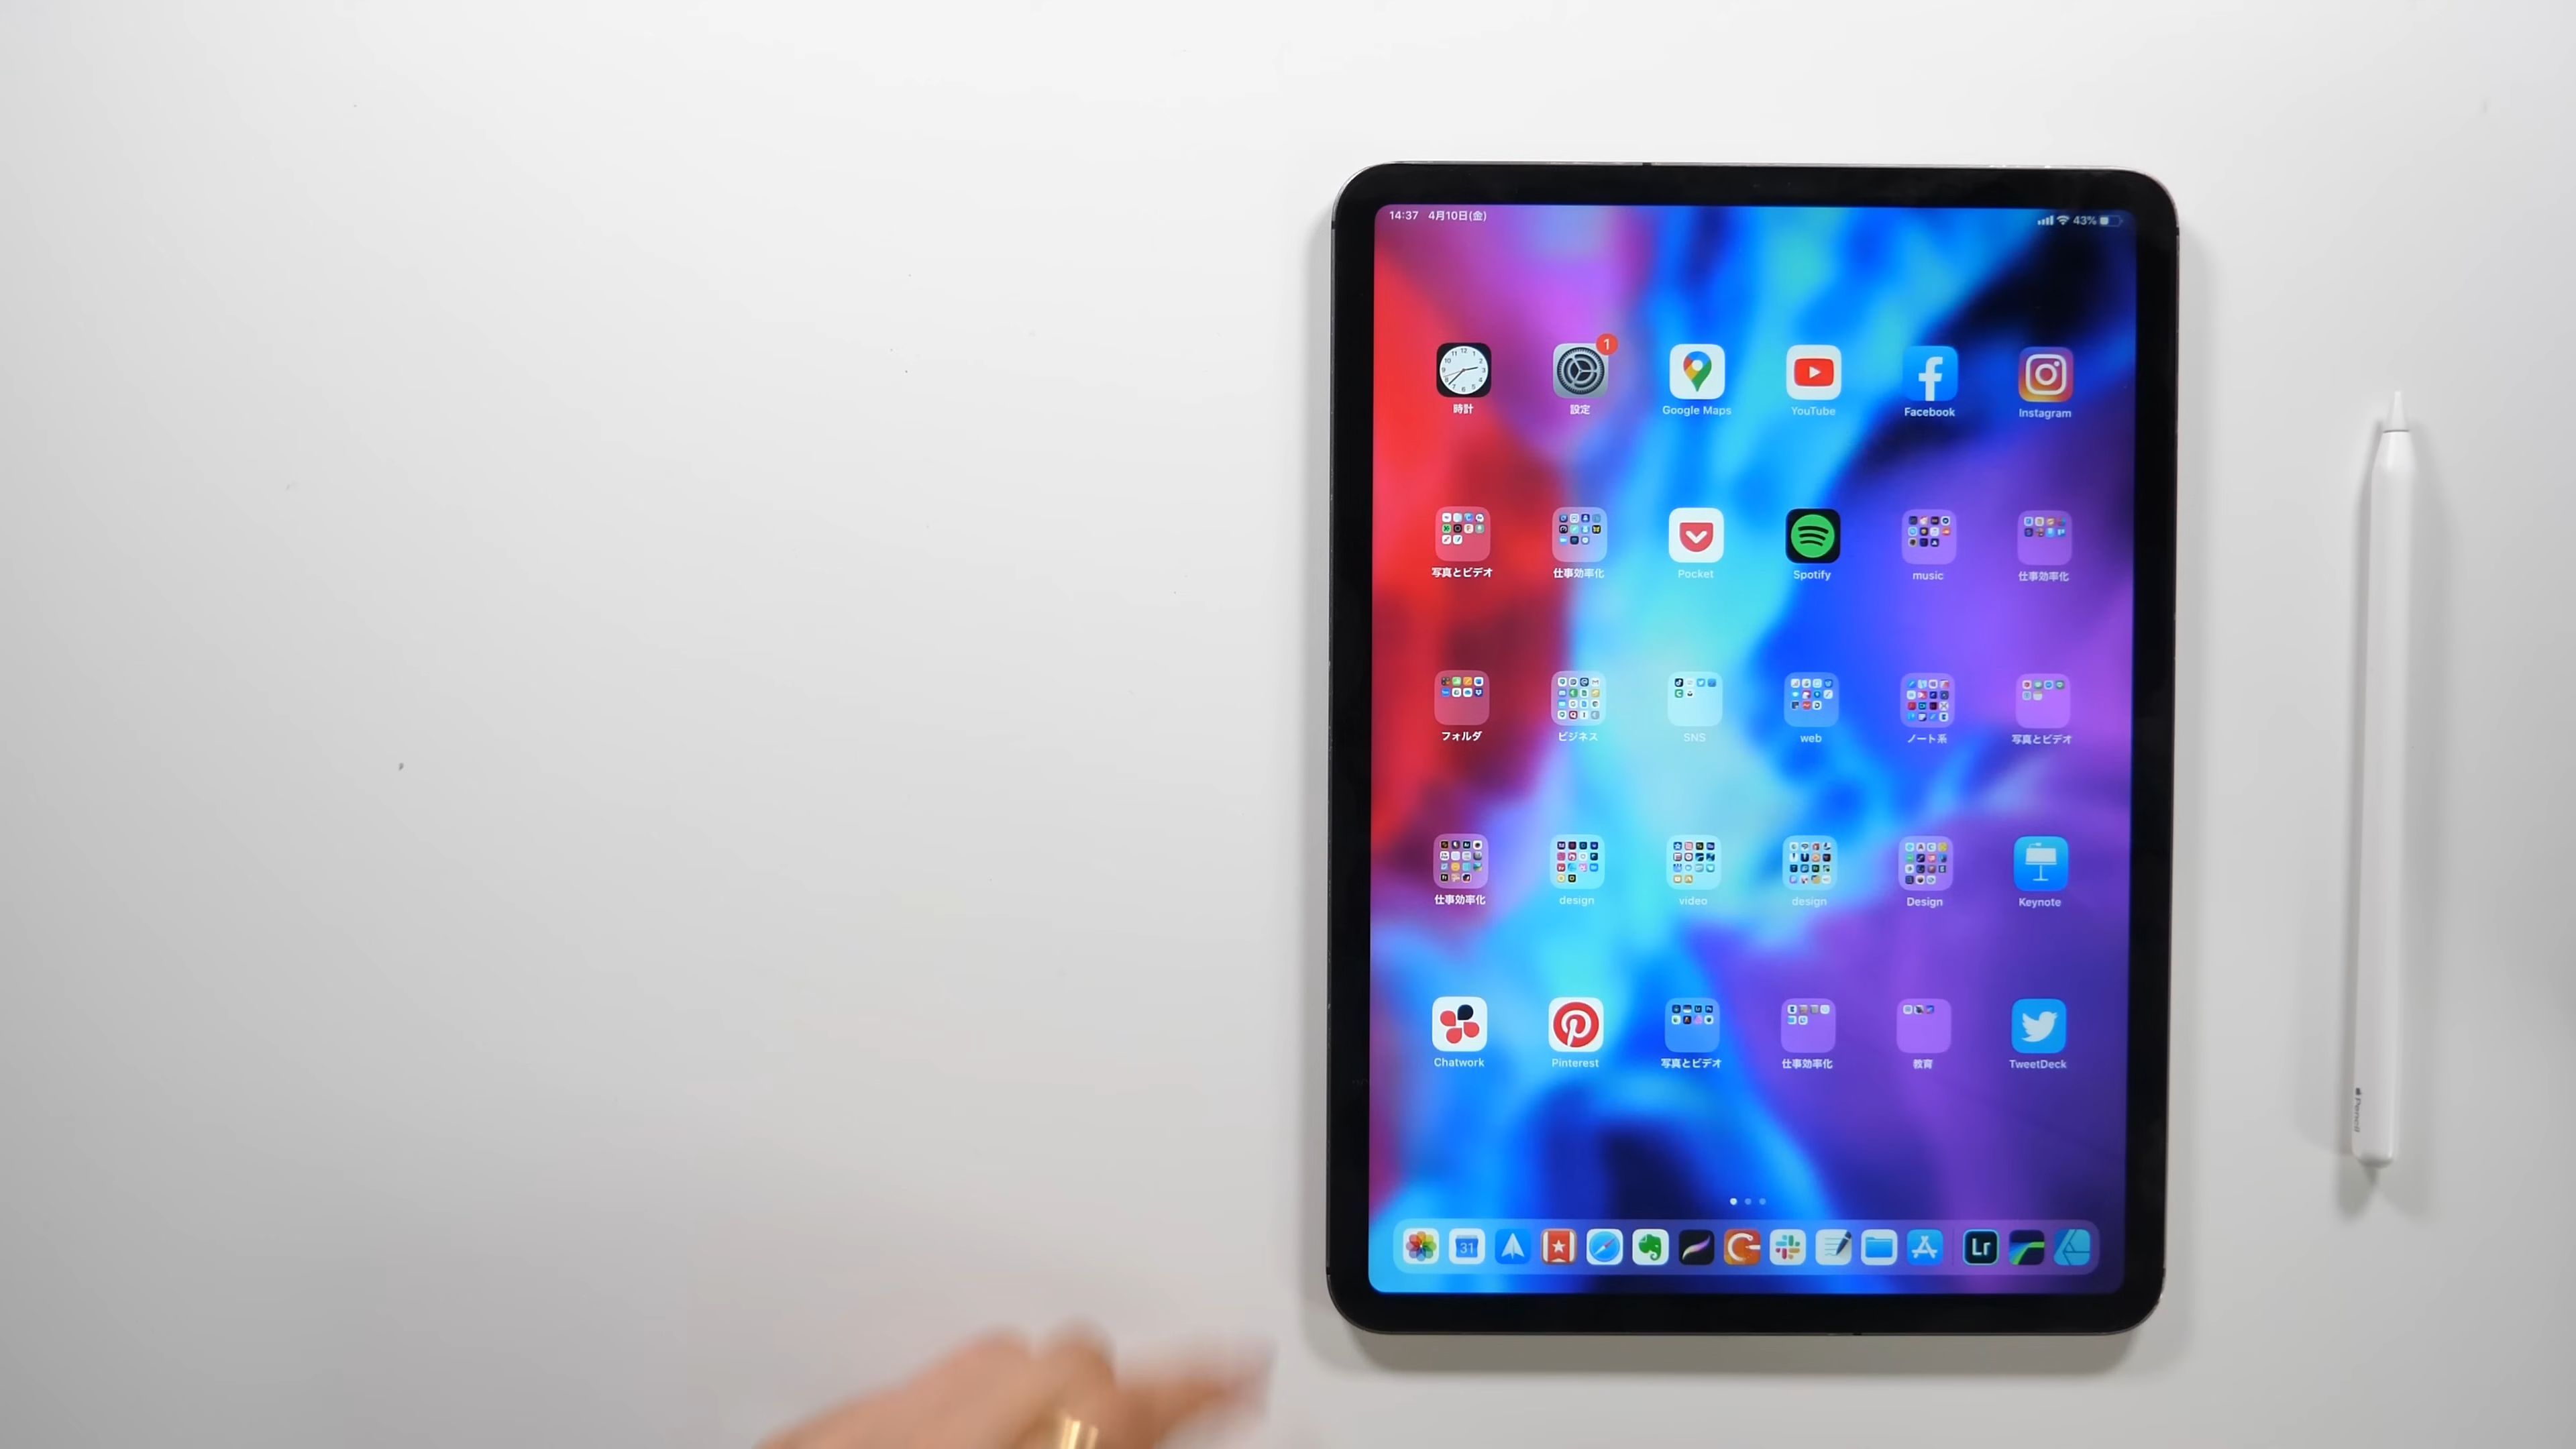 14:37 4月10日(金)
43%
1
時計
設定
Google Maps
YouTube
Facebook
Instagram
写真とビデオ
仕事効率化
Pocket
Spotify
music
仕事効率化
フォルダ
ビジネス
SNS
web
ノート系
写真とビデオ
仕事効率化
design
video
design
Design
Keynote
Chatwork
Pinterest
写真とビデオ
仕事効率化
教育
TweetDeck
31
Lr
Pencil